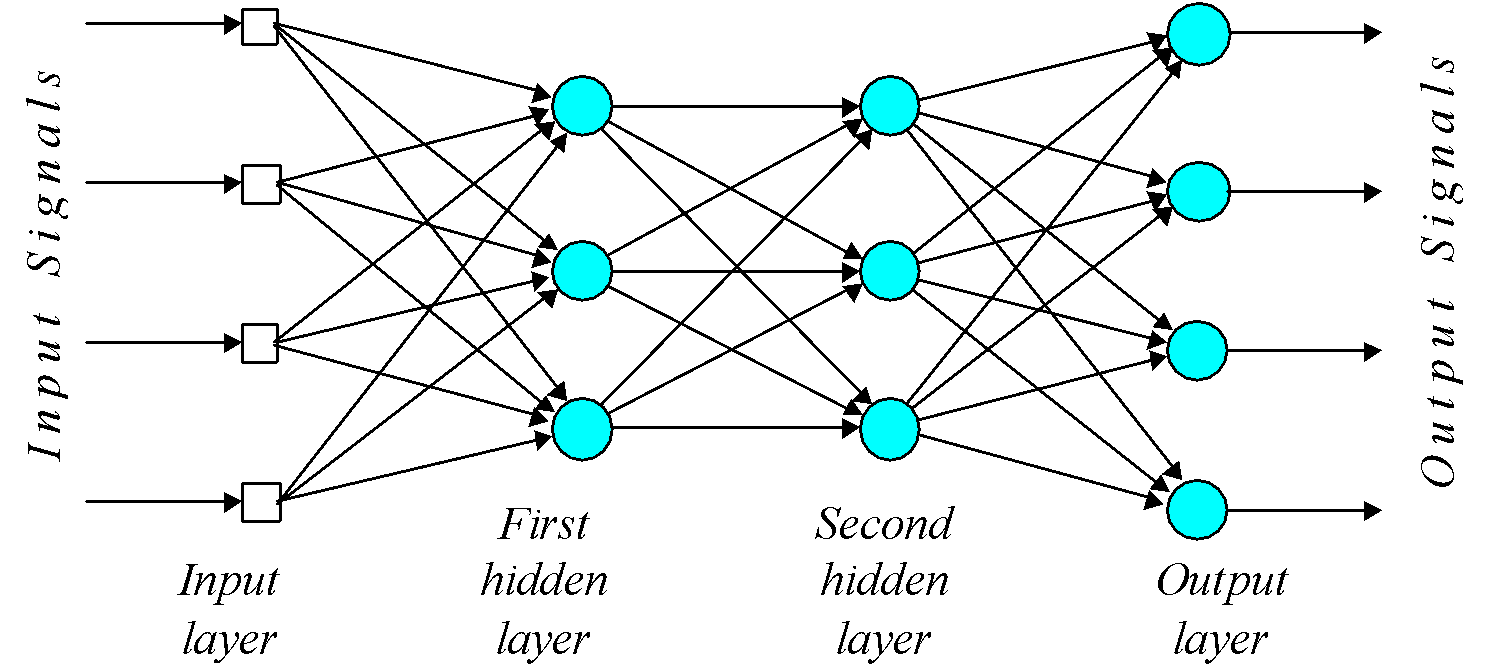 Input Signals
First
hidden
layer
Second
hidden
layer
Input
layer
Output
layer
Output Signals